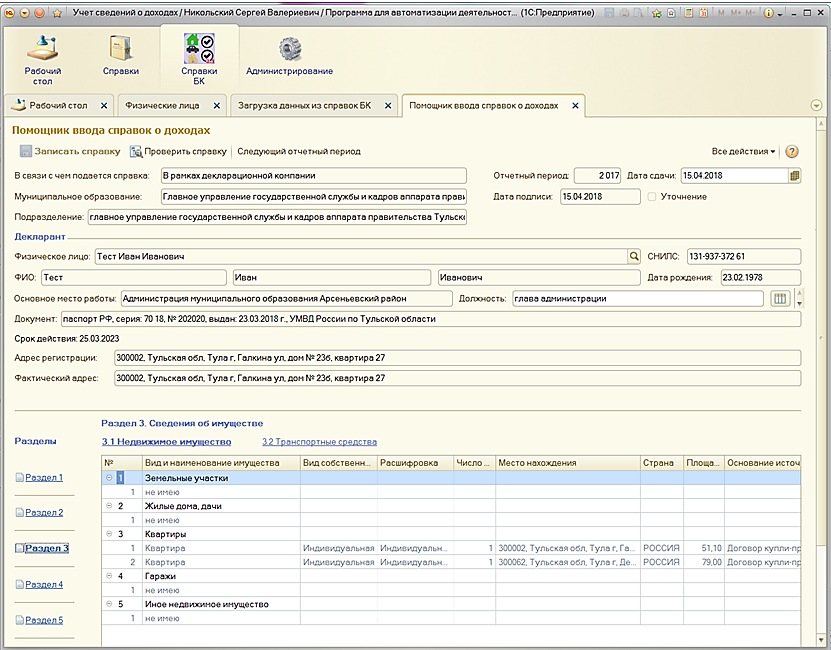 Учет сведений о доходах / Никольский Сергей Валериевич / Программа для автоматизации деятельност... (1С:Предприятие)
M M+ M-
Рабочий стол
Справки
Справки БК
Администрирование
Рабочий стол × Физические лица × Загрузка данных из справок БК × Помощник ввода справок о доходах ×
Помощник ввода справок о доходах
Записать справку Проверить справку Следующий отчетный период Все действия
В связи с чем подается справка: В рамках декларационной компании Отчетный период: 2 017 Дата сдачи: 15.04.2018
Муниципальное образование: Главное управление государственной службы и кадров аппарата прави Дата подписи: 15.04.2018 Уточнение
Подразделение: главное управление государственной службы и кадров аппарата правительства Тульско
Декларант
Физическое лицо: Тест Иван Иванович СНИЛС: 131-937-372 61
ФИО: Тест Иван Иванович Дата рождения: 23.02.1978
Основное место работы: Администрация муниципального образования Арсеньевский район Должность: глава администрации
Документ: паспорт РФ, серия: 70 18, № 202020, выдан: 23.03.2018 г., УМВД России по Тульской области
Срок действия: 25.03.2023
Адрес регистрации: 300002, Тульская обл, Тула г, Галкина ул, дом № 23б, квартира 27
Фактический адрес: 300002, Тульская обл, Тула г, Галкина ул, дом № 23б, квартира 27
Разделы
Раздел 1
Раздел 2
Раздел 3
Раздел 4
Раздел 5
Раздел 3. Сведения об имуществе
3.1 Недвижимое имущество 3.2 Транспортные средства
№ Вид и наименование имущества Вид собственн... Расшифровка Число ... Место нахождения Страна Площа... Основание источ
1 Земельные участки
1 не имею
2 Жилые дома, дачи
1 не имею
3 Квартиры
1 Квартира Индивидуальная Индивидуальн... 1 300002, Тульская обл, Тула г, Га... РОССИЯ 51,10 Договор купли-пр
2 Квартира Индивидуальная Индивидуальн... 1 300062, Тульская обл, Тула г, Де... РОССИЯ 79,00 Договор купли-пр
4 Гаражи
1 не имею
5 Иное недвижимое имущество
1 не имею